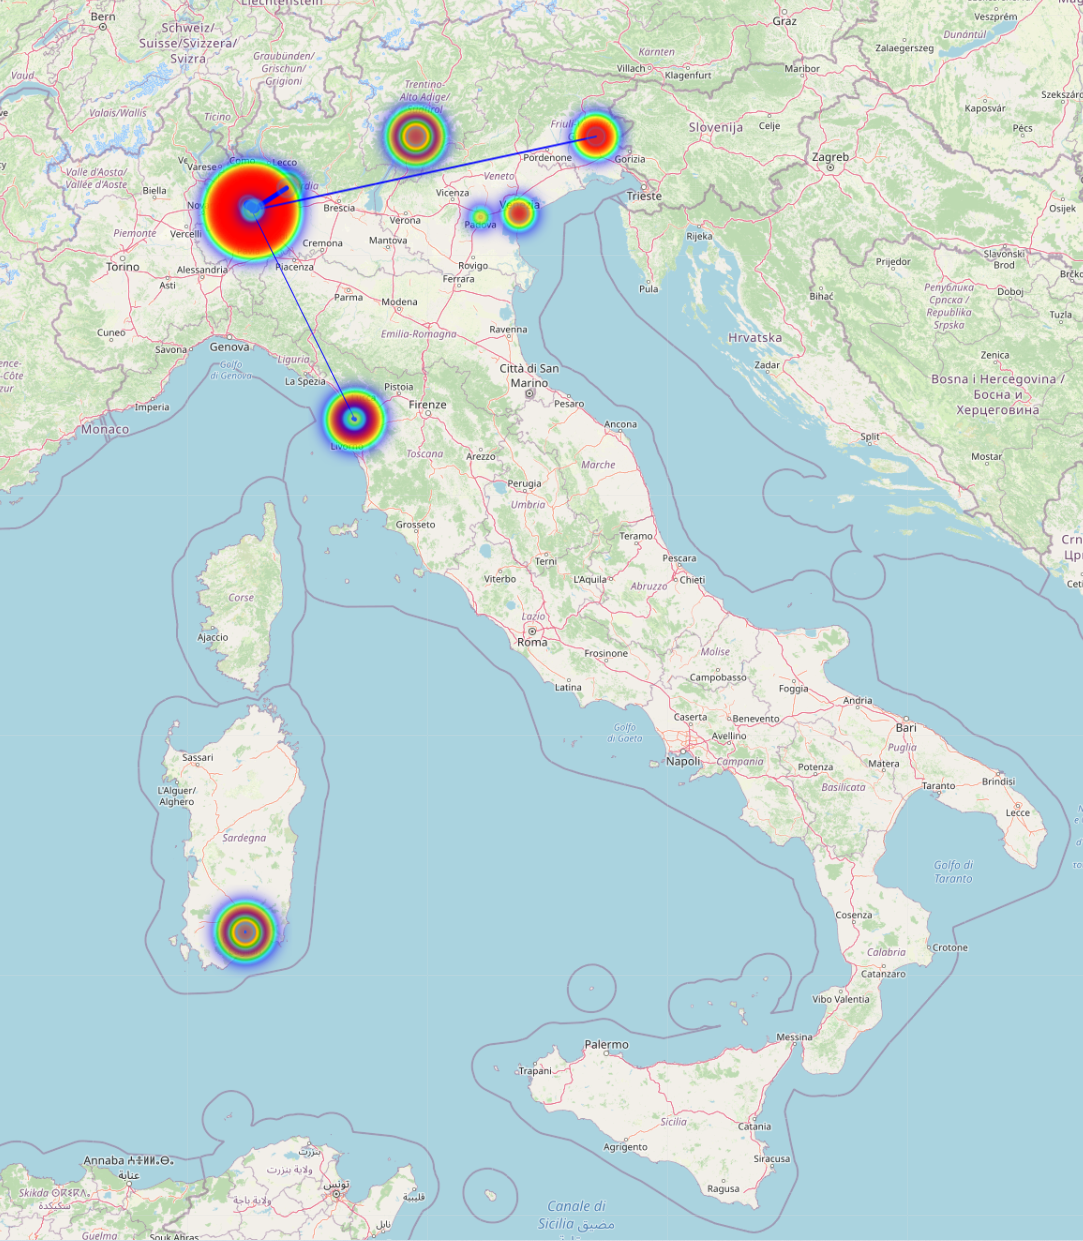 Liechtenstein
Bern
Schweiz/
Suisse/Svizzera/
Svizra
Graubünden/
Grischun/
Grigioni
Vaud
Valais/Wallis
Ticino
Trentino-
Alto Adige/
Kärnten
Villach
Klagenfurt
Graz
Maribor
Veszprém
Dunántúl
Zalaegerszeg
Kaposvár
Szekszárd
Pécs
Slovenija
Celje
Zagreb
Osijek
Slavonski
Brod
Valle d'Aosta/
Vallée d'Aoste
Varese
Como
Lecco
Biella
Vercelli
Piemonte
Torino
Asti
Alessandria
Cuneo
Savona
Genova
Golfo
di Genova
Imperia
Monaco
Piacenza
Cremona
Brescia
Mantova
Verona
Vicenza
Veneto
Padova
Pordenone
Gorizia
Trieste
Rovigo
Ferrara
Parma
Modena
Emilia-Romagna
Ravenna
Liguria
La Spezia
Pistoia
Firenze
Livorno
Toscana
Arezzo
Città di San
Marino
Pesaro
Ancona
Marche
Perugia
Umbria
Grosseto
Terni
Teramo
Pescara
Chieti
L'Aquila
Abruzzo
Viterbo
Lazio
Roma
Frosinone
Latina
Molise
Campobasso
Foggia
Andria
Bari
Puglia
Caserta
Benevento
Avellino
Napoli
Campania
Golfo
di Gaeta
Potenza
Basilicata
Matera
Taranto
Brindisi
Lecce
Golfo di
Taranto
Cosenza
Crotone
Calabria
Catanzaro
Vibo Valentia
Messina
Palermo
Trapani
Sicilia
Catania
Agrigento
Siracusa
Ragusa
Canale di
Sicilia مضيق
Rijeka
Pula
Hrvatska
Zadar
Split
Bihać
Prijedor
Република
Српска /
Republika
Srpska
Doboj
Tuzla
Zenica
Bosna i Hercegovina /
Босна и
Херцеговина
Mostar
Corse
Ajaccio
Sassari
L'Alguer/
Alghero
Sardegna
Annaba ⵄⵏⵏⴰⴱⴰ
عنابة
Skikda
سكيكدة
Guelma
Souk Ahras
بنزرت
ولاية بنزرت
ولاية باجة
تونس
قليبية
نابل